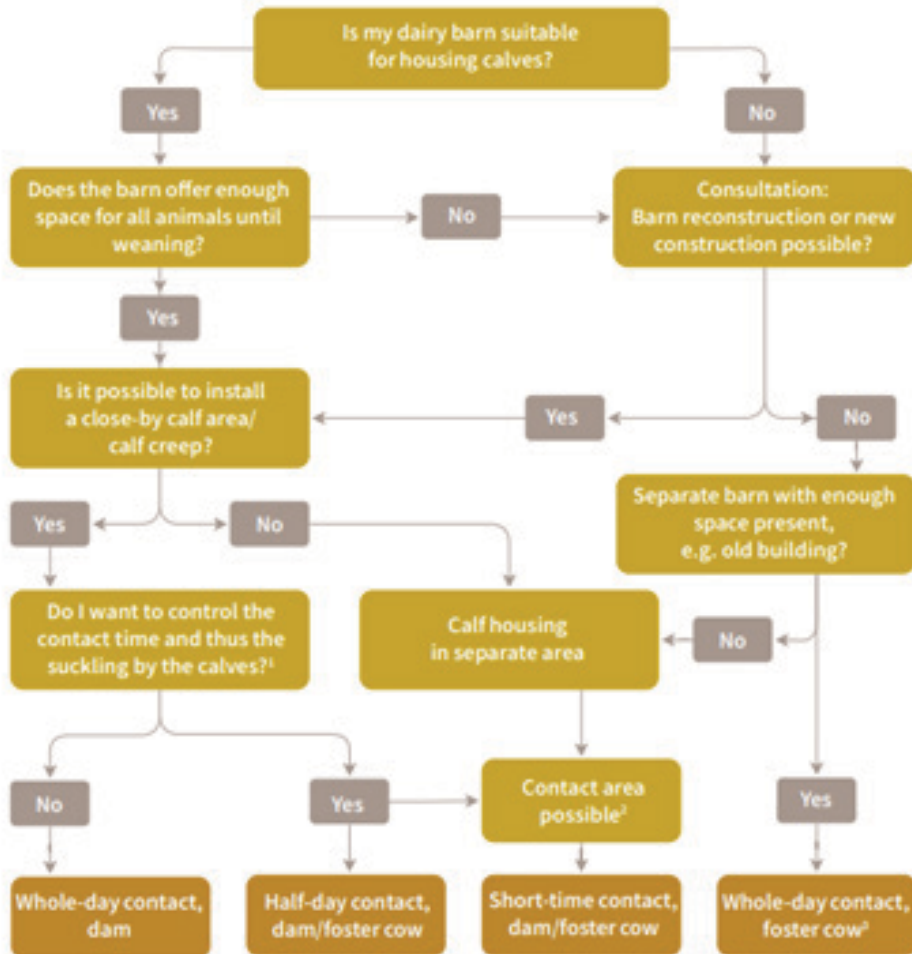 Is my dairy barn suitable
for housing calves?
Yes
No
Does the barn offer enough
space for all animals until
weaning?
No
Consultation:
Barn reconstruction or new
construction possible?
Yes
Is it possible to install
a close-by calf area/
calf creep?
Yes
No
Yes
No
Separate barn with enough
space present,
e.g. old building?
Do I want to control the
contact time and thus the
suckling by the calves?¹
Calf housing
in separate area
No
No
Yes
Contact area
possible²
Yes
Whole-day contact,
dam
Half-day contact,
dam/foster cow
Short-time contact,
dam/foster cow
Whole-day contact,
foster cow³